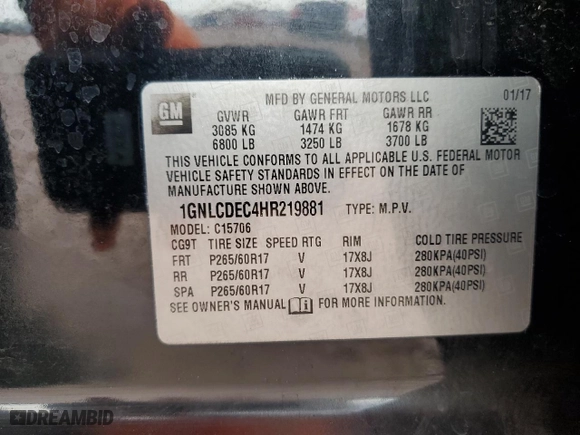 MFD BY GENERAL MOTORS LLC 01/17
GM GVWR GAWR FRT GAWR RR
3085 KG 1474 KG 1678 KG
6800 LB 3250 LB 3700 LB
THIS VEHICLE CONFORMS TO ALL APPLICABLE U.S. FEDERAL MOTOR
VEHICLE SAFETY STANDARDS IN EFFECT ON THE DATE OF
MANUFACTURE SHOWN ABOVE.
1GNLCDEC4HR219881 TYPE: M.P.V.
MODEL: C15706
CG9T TIRE SIZE SPEED RTG RIM COLD TIRE PRESSURE
FRT P265/60R17 V 17X8J 280KPA(40PSI)
RR P265/60R17 V 17X8J 280KPA(40PSI)
SPA P265/60R17 V 17X8J 280KPA(40PSI)
SEE OWNER'S MANUAL
DREAMBID